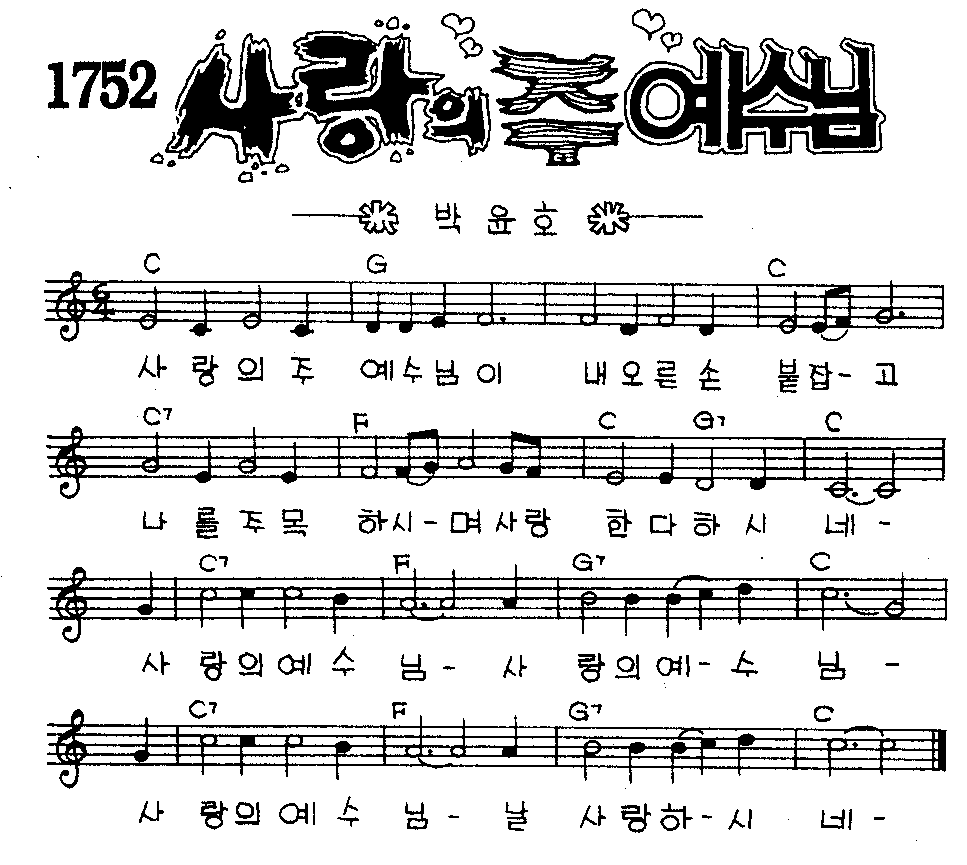 1752 사랑의 주 예수님
박 윤 호
C G C
6/4
사 랑 의 주 예 수 님 이 내 오 른 손 붙 잡 - 고
C7 F C G7 C
나 를 주 목 하 시 - 며 사 랑 한 다 하 시 네 -
C7 F G7 C
사 랑 의 예 수 님 - 사 랑 의 예 - 수 님 -
C7 F G7 C
사 랑 의 예 수 님 - 날 사 랑 하 - 시 네 -